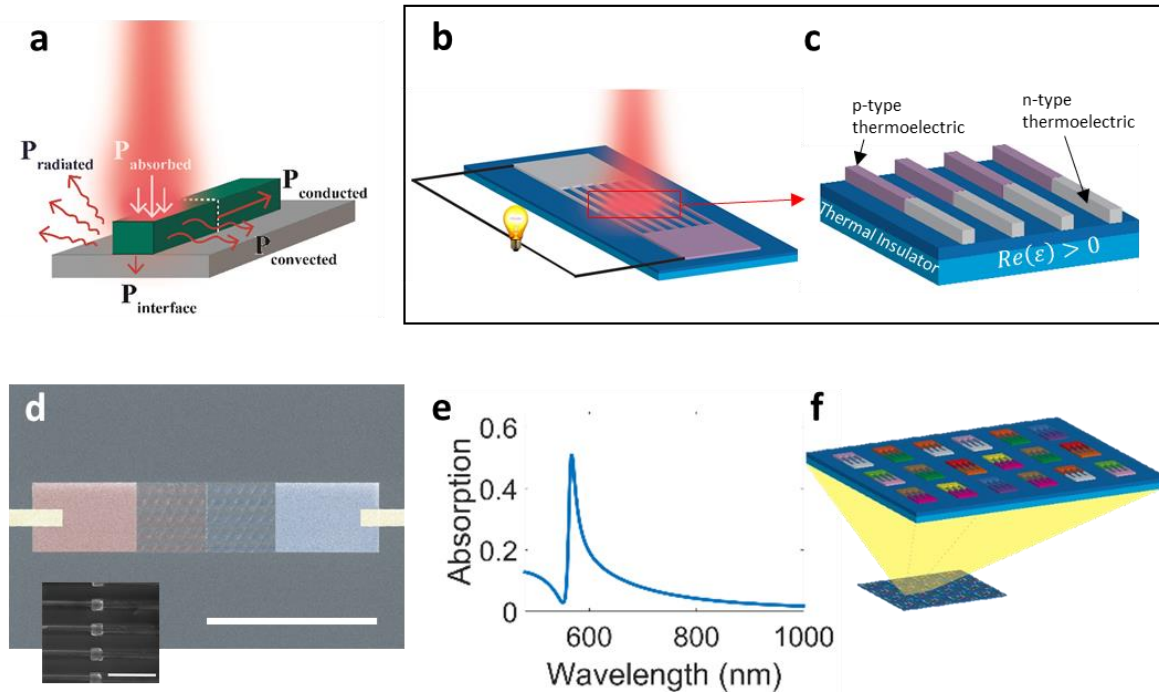 a
P radiated
P absorbed
P conducted
P convected
P interface
b
c
p-type
thermoelectric
n-type
thermoelectric
Thermal Insulator
Re(ε) > 0
d
e
Absorption
0.6
0.4
0.2
0
600
800
1000
Wavelength (nm)
f